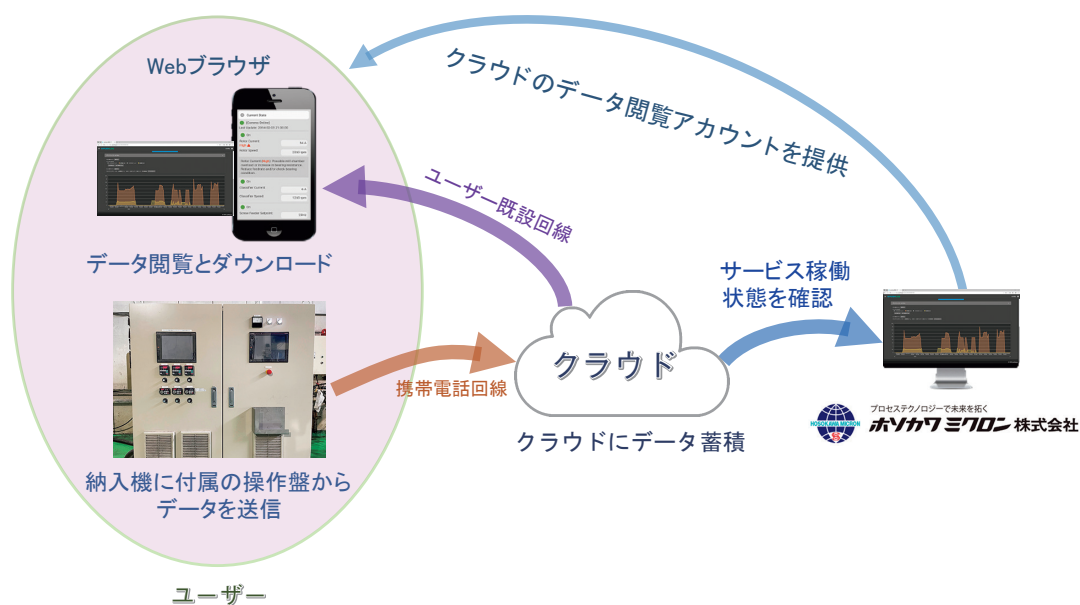 Webブラウザ
クラウドのデータ閲覧アカウントを提供
ユーザー既設回線
データ閲覧とダウンロード
サービス稼働
状態を確認
クラウド
携帯電話回線
クラウドにデータ蓄積
プロセステクノロジーで未来を拓く
HOSOKAWA MICRON
ホソカワミクロン株式会社
納入機に付属の操作盤から
データを送信
ユーザー